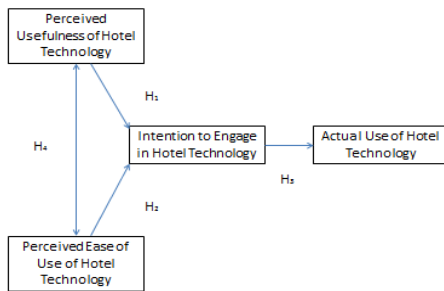 Perceived
Usefulness of Hotel
Technology
H₁
Intention to Engage
in Hotel Technology
Actual Use of Hotel
Technology
H₄
H₃
H₂
Perceived Ease of
Use of Hotel
Technology